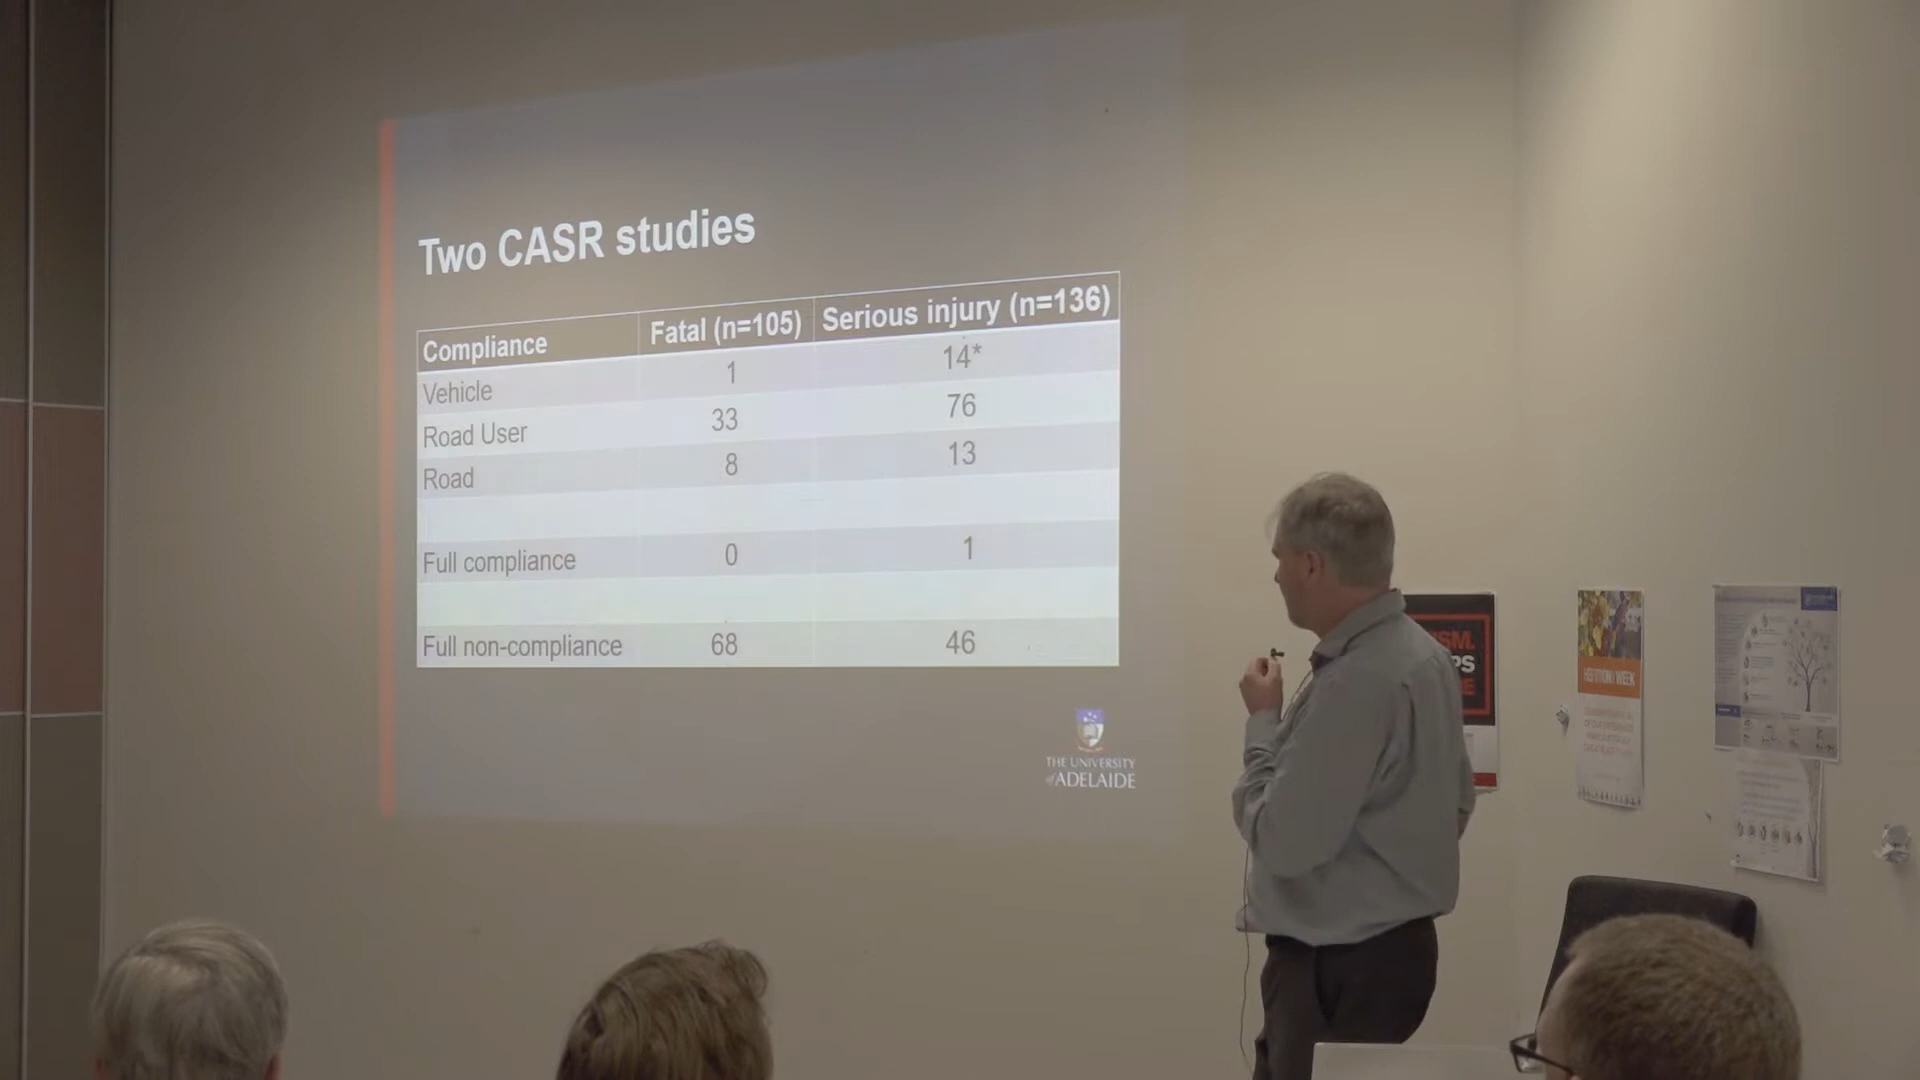 Two CASR studies
Compliance Fatal (n=105) Serious injury (n=136)
Vehicle 1 14*
Road User 33 76
Road 8 13
Full compliance 0 1
Full non-compliance 68 46
THE UNIVERSITY
of ADELAIDE
WEEK